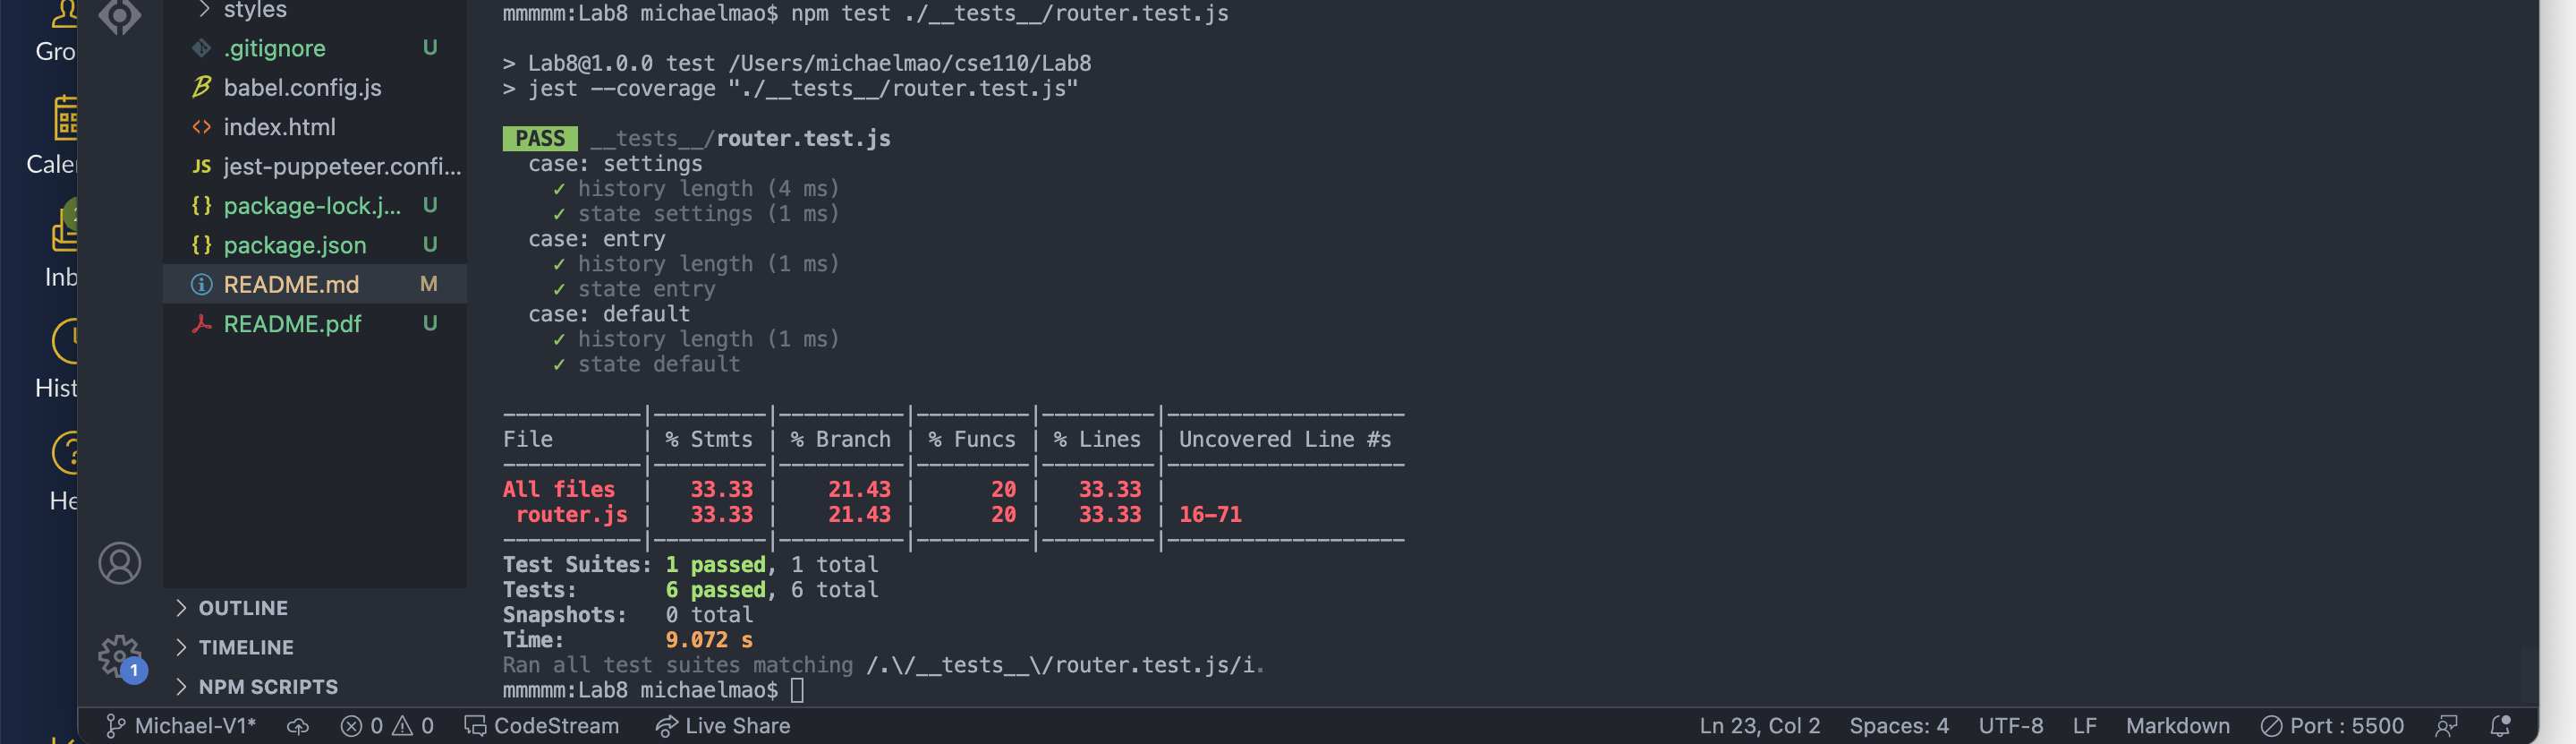 Gro
Cale
Inb
Hist
He
styles
.gitignore U
babel.config.js
index.html
JS jest-puppeteer.confi...
{} package-lock.j... U
{} package.json U
README.md M
README.pdf U
OUTLINE
TIMELINE
NPM SCRIPTS
1
mmmmm:Lab8 michaelmao$ npm test ./__tests__/router.test.js
> Lab8@1.0.0 test /Users/michaelmao/cse110/Lab8
> jest --coverage "./__tests__/router.test.js"
PASS __tests__/router.test.js
case: settings
✓ history length (4 ms)
✓ state settings (1 ms)
case: entry
✓ history length (1 ms)
✓ state entry
case: default
✓ history length (1 ms)
✓ state default
-----------|---------|----------|---------|---------|-------------------
File | % Stmts | % Branch | % Funcs | % Lines | Uncovered Line #s
-----------|---------|----------|---------|---------|-------------------
All files | 33.33 | 21.43 | 20 | 33.33 |
router.js | 33.33 | 21.43 | 20 | 33.33 | 16-71
-----------|---------|----------|---------|---------|-------------------
Test Suites: 1 passed, 1 total
Tests: 6 passed, 6 total
Snapshots: 0 total
Time: 9.072 s
Ran all test suites matching /.\/__tests__\/router.test.js/i.
mmmmm:Lab8 michaelmao$
Michael-V1* 0 0 CodeStream Live Share Ln 23, Col 2 Spaces: 4 UTF-8 LF Markdown Port : 5500